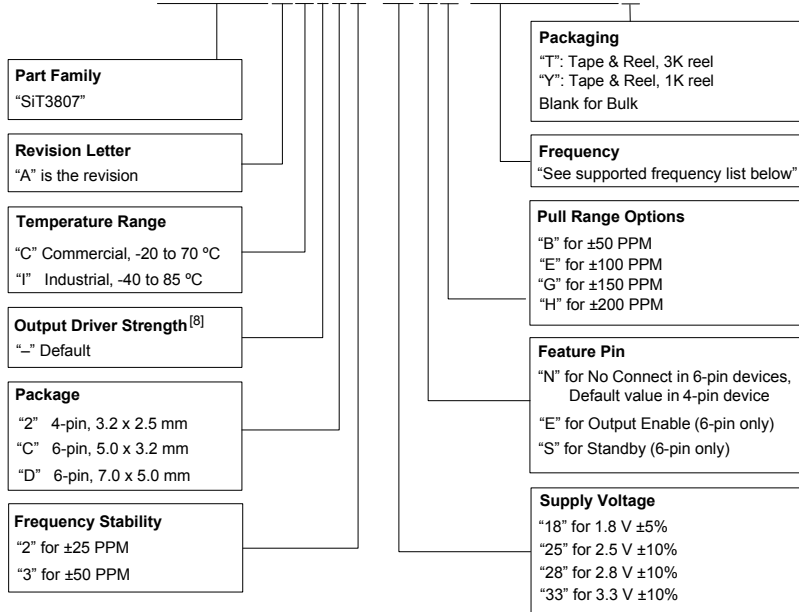 Part Family
“SiT3807”
Revision Letter
“A” is the revision
Temperature Range
“C” Commercial, -20 to 70 ºC
“I” Industrial, -40 to 85 ºC
Output Driver Strength[8]
“–” Default
Package
“2” 4-pin, 3.2 x 2.5 mm
“C” 6-pin, 5.0 x 3.2 mm
“D” 6-pin, 7.0 x 5.0 mm
Frequency Stability
“2” for ±25 PPM
“3” for ±50 PPM
Packaging
“T”: Tape & Reel, 3K reel
“Y”: Tape & Reel, 1K reel
Blank for Bulk
Frequency
“See supported frequency list below”
Pull Range Options
“B” for ±50 PPM
“E” for ±100 PPM
“G” for ±150 PPM
“H” for ±200 PPM
Feature Pin
“N” for No Connect in 6-pin devices,
Default value in 4-pin device
“E” for Output Enable (6-pin only)
“S” for Standby (6-pin only)
Supply Voltage
“18” for 1.8 V ±5%
“25” for 2.5 V ±10%
“28” for 2.8 V ±10%
“33” for 3.3 V ±10%